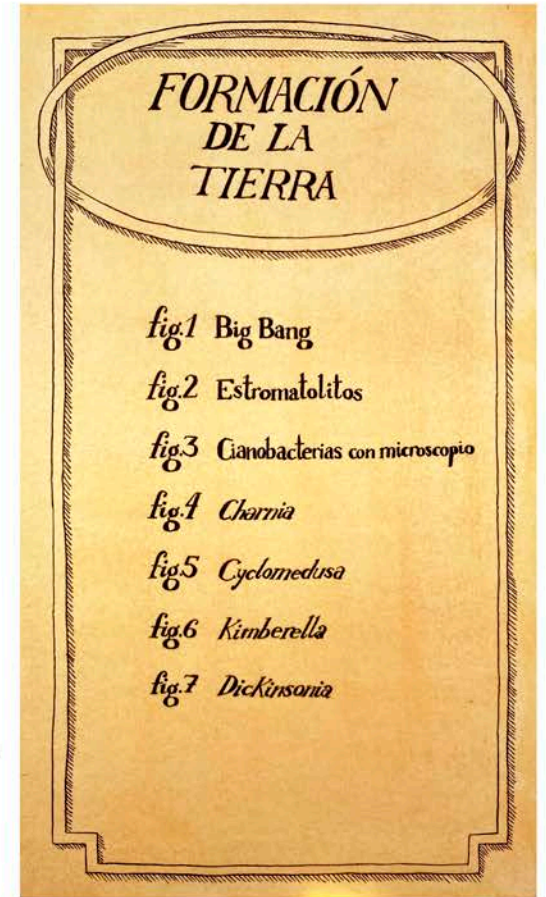 FORMACIÓN
DE LA
TIERRA
fig.1 Big Bang
fig.2 Estromatolitos
fig.3 Cianobacterias con microscopio
fig.4 Charnia
fig.5 Cyclomedusa
fig.6 Kimberella
fig.7 Dickinsonia